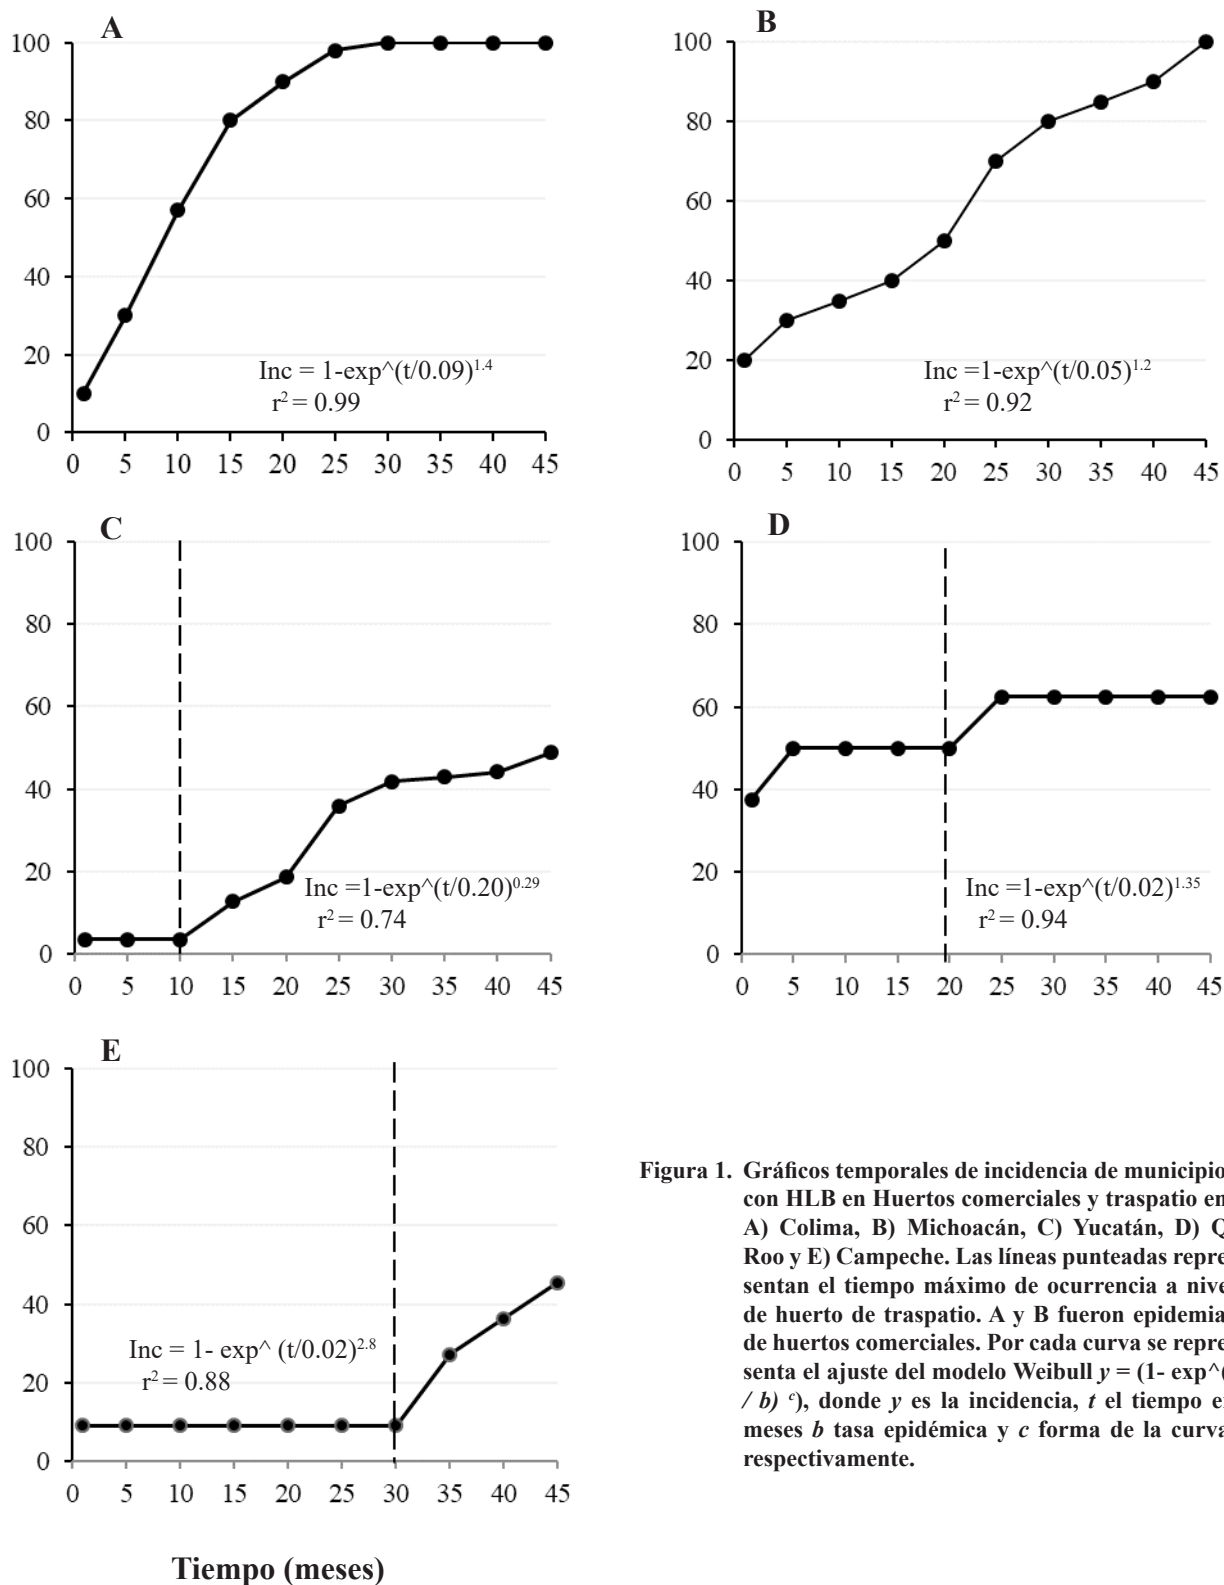 A
100
80
60
40
20
0
Inc = 1-exp^(t/0.09)1.4
r2 = 0.99
0 5 10 15 20 25 30 35 40 45
B
100
80
60
40
20
0
Inc =1-exp^(t/0.05)1.2
r2 = 0.92
0 5 10 15 20 25 30 35 40 45
C
100
80
60
40
20
0
Inc =1-exp^(t/0.20)0.29
r2 = 0.74
0 5 10 15 20 25 30 35 40 45
D
100
80
60
40
20
0
Inc =1-exp^(t/0.02)1.35
r2 = 0.94
0 5 10 15 20 25 30 35 40 45
E
100
80
60
40
20
0
Inc = 1- exp^ (t/0.02)2.8
r2 = 0.88
0 5 10 15 20 25 30 35 40 45
Tiempo (meses)
Figura 1. Gráficos temporales de incidencia de municipio
con HLB en Huertos comerciales y traspatio en
A) Colima, B) Michoacán, C) Yucatán, D) Q
Roo y E) Campeche. Las líneas punteadas repre
sentan el tiempo máximo de ocurrencia a nive
de huerto de traspatio. A y B fueron epidemia
de huertos comerciales. Por cada curva se repre
senta el ajuste del modelo Weibull y = (1- exp^(
/ b) c), donde y es la incidencia, t el tiempo e
meses b tasa epidémica y c forma de la curva
respectivamente.